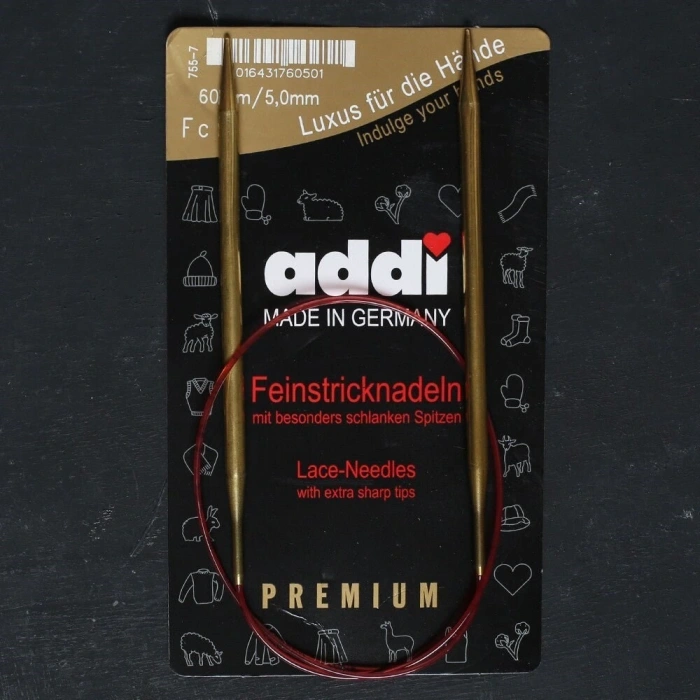 755-7
016431760501
60 m/5,0mm
Luxus für die Hände
Indulge your hands
addi
MADE IN GERMANY
Feinstricknadeln
mit besonders schlanken Spitzen
Lace-Needles
with extra sharp tips
PREMIUM